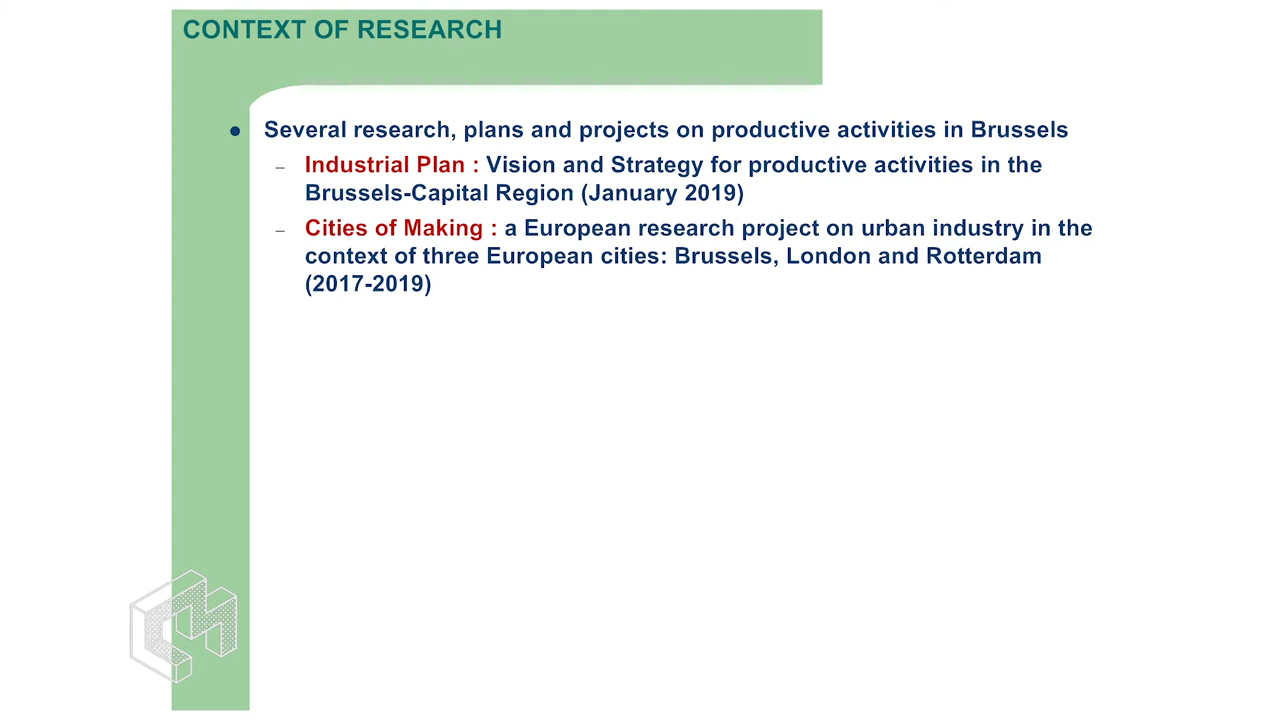 CONTEXT OF RESEARCH
● Several research, plans and projects on productive activities in Brussels
– Industrial Plan : Vision and Strategy for productive activities in the
Brussels-Capital Region (January 2019)
– Cities of Making : a European research project on urban industry in the
context of three European cities: Brussels, London and Rotterdam
(2017-2019)
CM